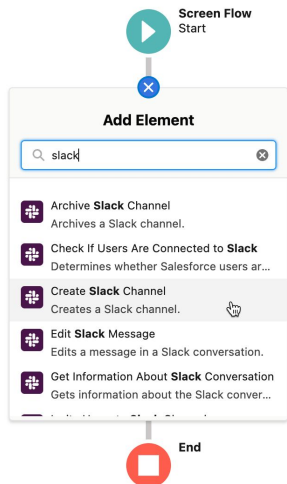 Screen Flow
Start
Add Element
slack
Archive Slack Channel
Archives a Slack channel.
Check If Users Are Connected to Slack
Determines whether Salesforce users ar...
Create Slack Channel
Creates a Slack channel.
Edit Slack Message
Edits a message in a Slack conversation.
Get Information About Slack Conversation
Gets information about the Slack conver...
End